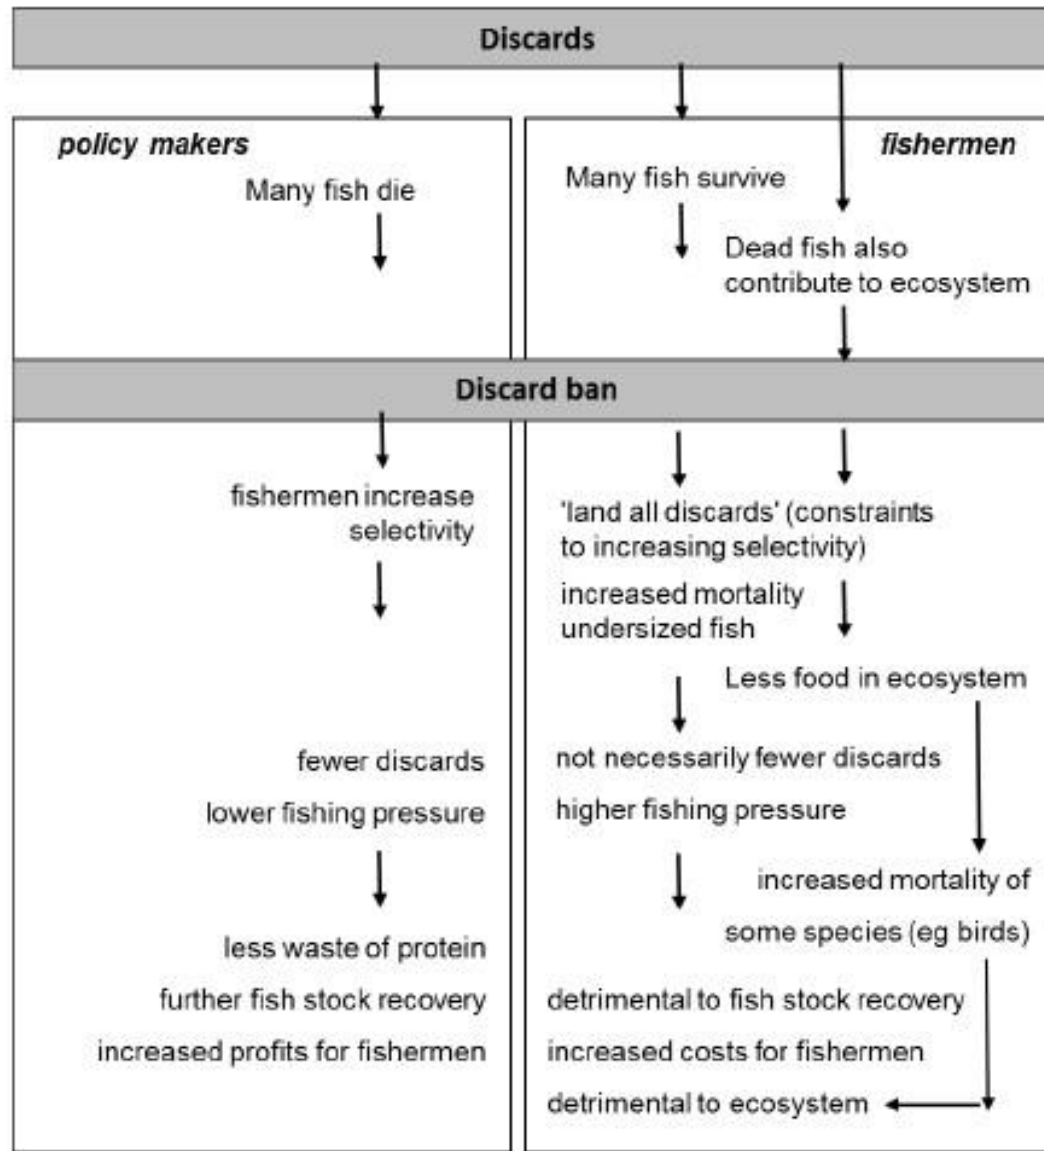 Discards
policy makers
Many fish die
fishermen
Many fish survive
Dead fish also
contribute to ecosystem
Discard ban
fishermen increase
selectivity
fewer discards
lower fishing pressure
less waste of protein
further fish stock recovery
increased profits for fishermen
'land all discards' (constraints
to increasing selectivity)
increased mortality
undersized fish
Less food in ecosystem
not necessarily fewer discards
higher fishing pressure
increased mortality of
some species (eg birds)
detrimental to fish stock recovery
increased costs for fishermen
detrimental to ecosystem